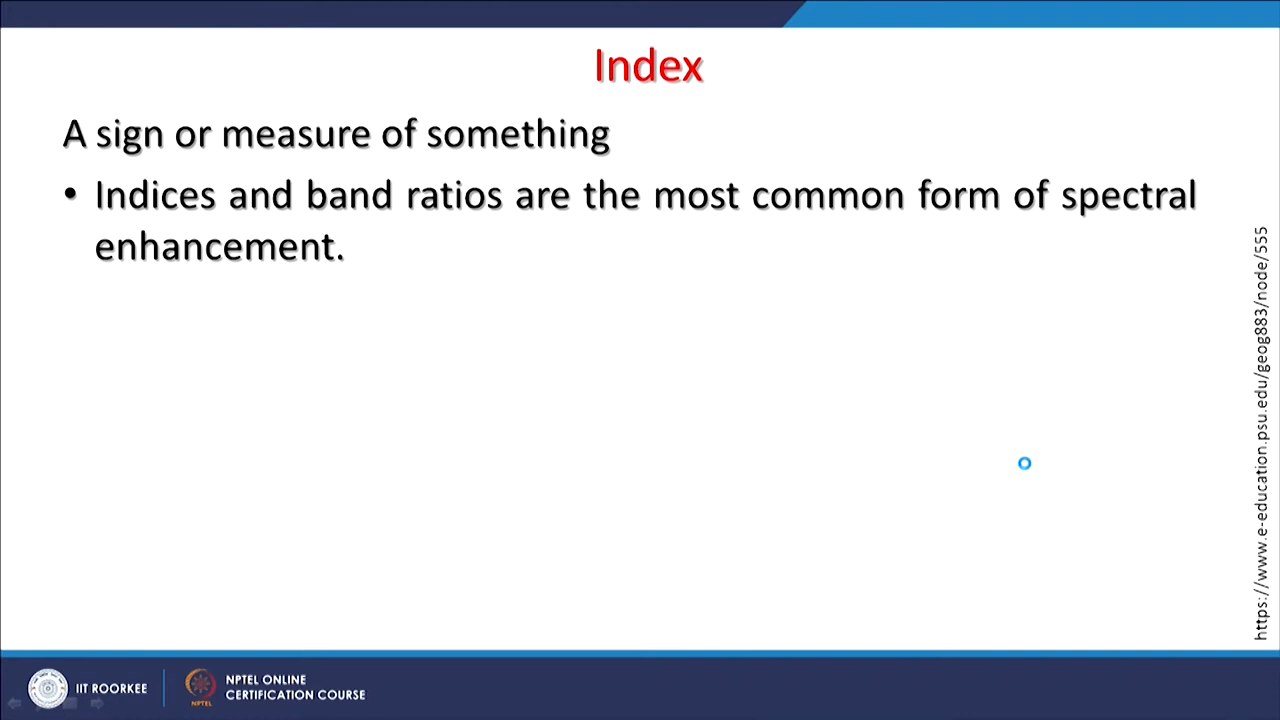 Index
A sign or measure of something
• Indices and band ratios are the most common form of spectral
enhancement.
https://www.e-education.psu.edu/geog883/node/555
IIT ROORKEE
NPTEL
NPTEL ONLINE
CERTIFICATION COURSE